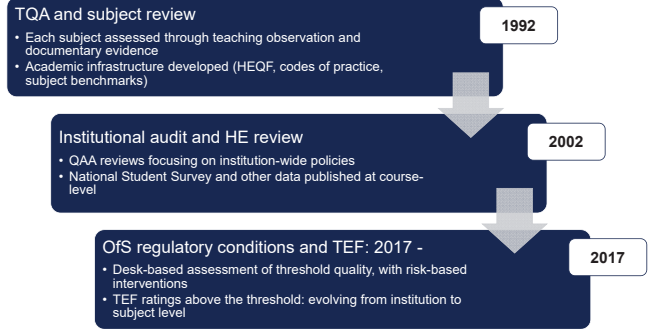 TQA and subject review
1992
• Each subject assessed through teaching observation and
documentary evidence
• Academic infrastructure developed (HEQF, codes of practice,
subject benchmarks)
Institutional audit and HE review
2002
• QAA reviews focusing on institution-wide policies
• National Student Survey and other data published at course-
level
OfS regulatory conditions and TEF: 2017 -
2017
• Desk-based assessment of threshold quality, with risk-based
interventions
• TEF ratings above the threshold: evolving from institution to
subject level